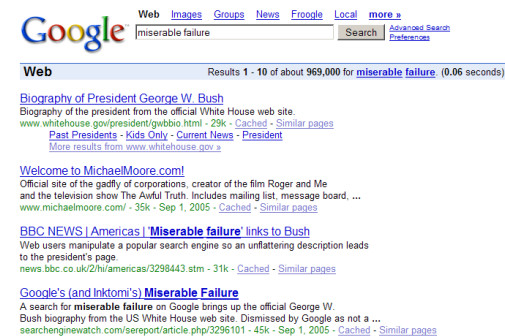 Google
Web Images Groups News Froogle Local more »
miserable failure Search Advanced Search
Preferences
Web Results 1 - 10 of about 969,000 for miserable failure. (0.06 seconds)
Biography of President George W. Bush
Biography of the president from the official White House web site.
www.whitehouse.gov/president/gwbbio.html - 29k - Cached - Similar pages
Past Presidents - Kids Only - Current News - President
More results from www.whitehouse.gov »
Welcome to MichaelMoore.com!
Official site of the gadfly of corporations, creator of the film Roger and Me
and the television show The Awful Truth. Includes mailing list, message board, ...
www.michaelmoore.com/ - 35k - Sep 1, 2005 - Cached - Similar pages
BBC NEWS | Americas | 'Miserable failure' links to Bush
Web users manipulate a popular search engine so an unflattering description leads
to the president's page.
news.bbc.co.uk/2/hi/americas/3298443.stm - 31k - Cached - Similar pages
Google's (and Inktomi's) Miserable Failure
A search for miserable failure on Google brings up the official George W.
Bush biography from the US White House web site. Dismissed by Google as not a ...
searchenginewatch.com/sereport/article.php/3296101 - 45k - Sep 1, 2005 - Cached - Similar pages